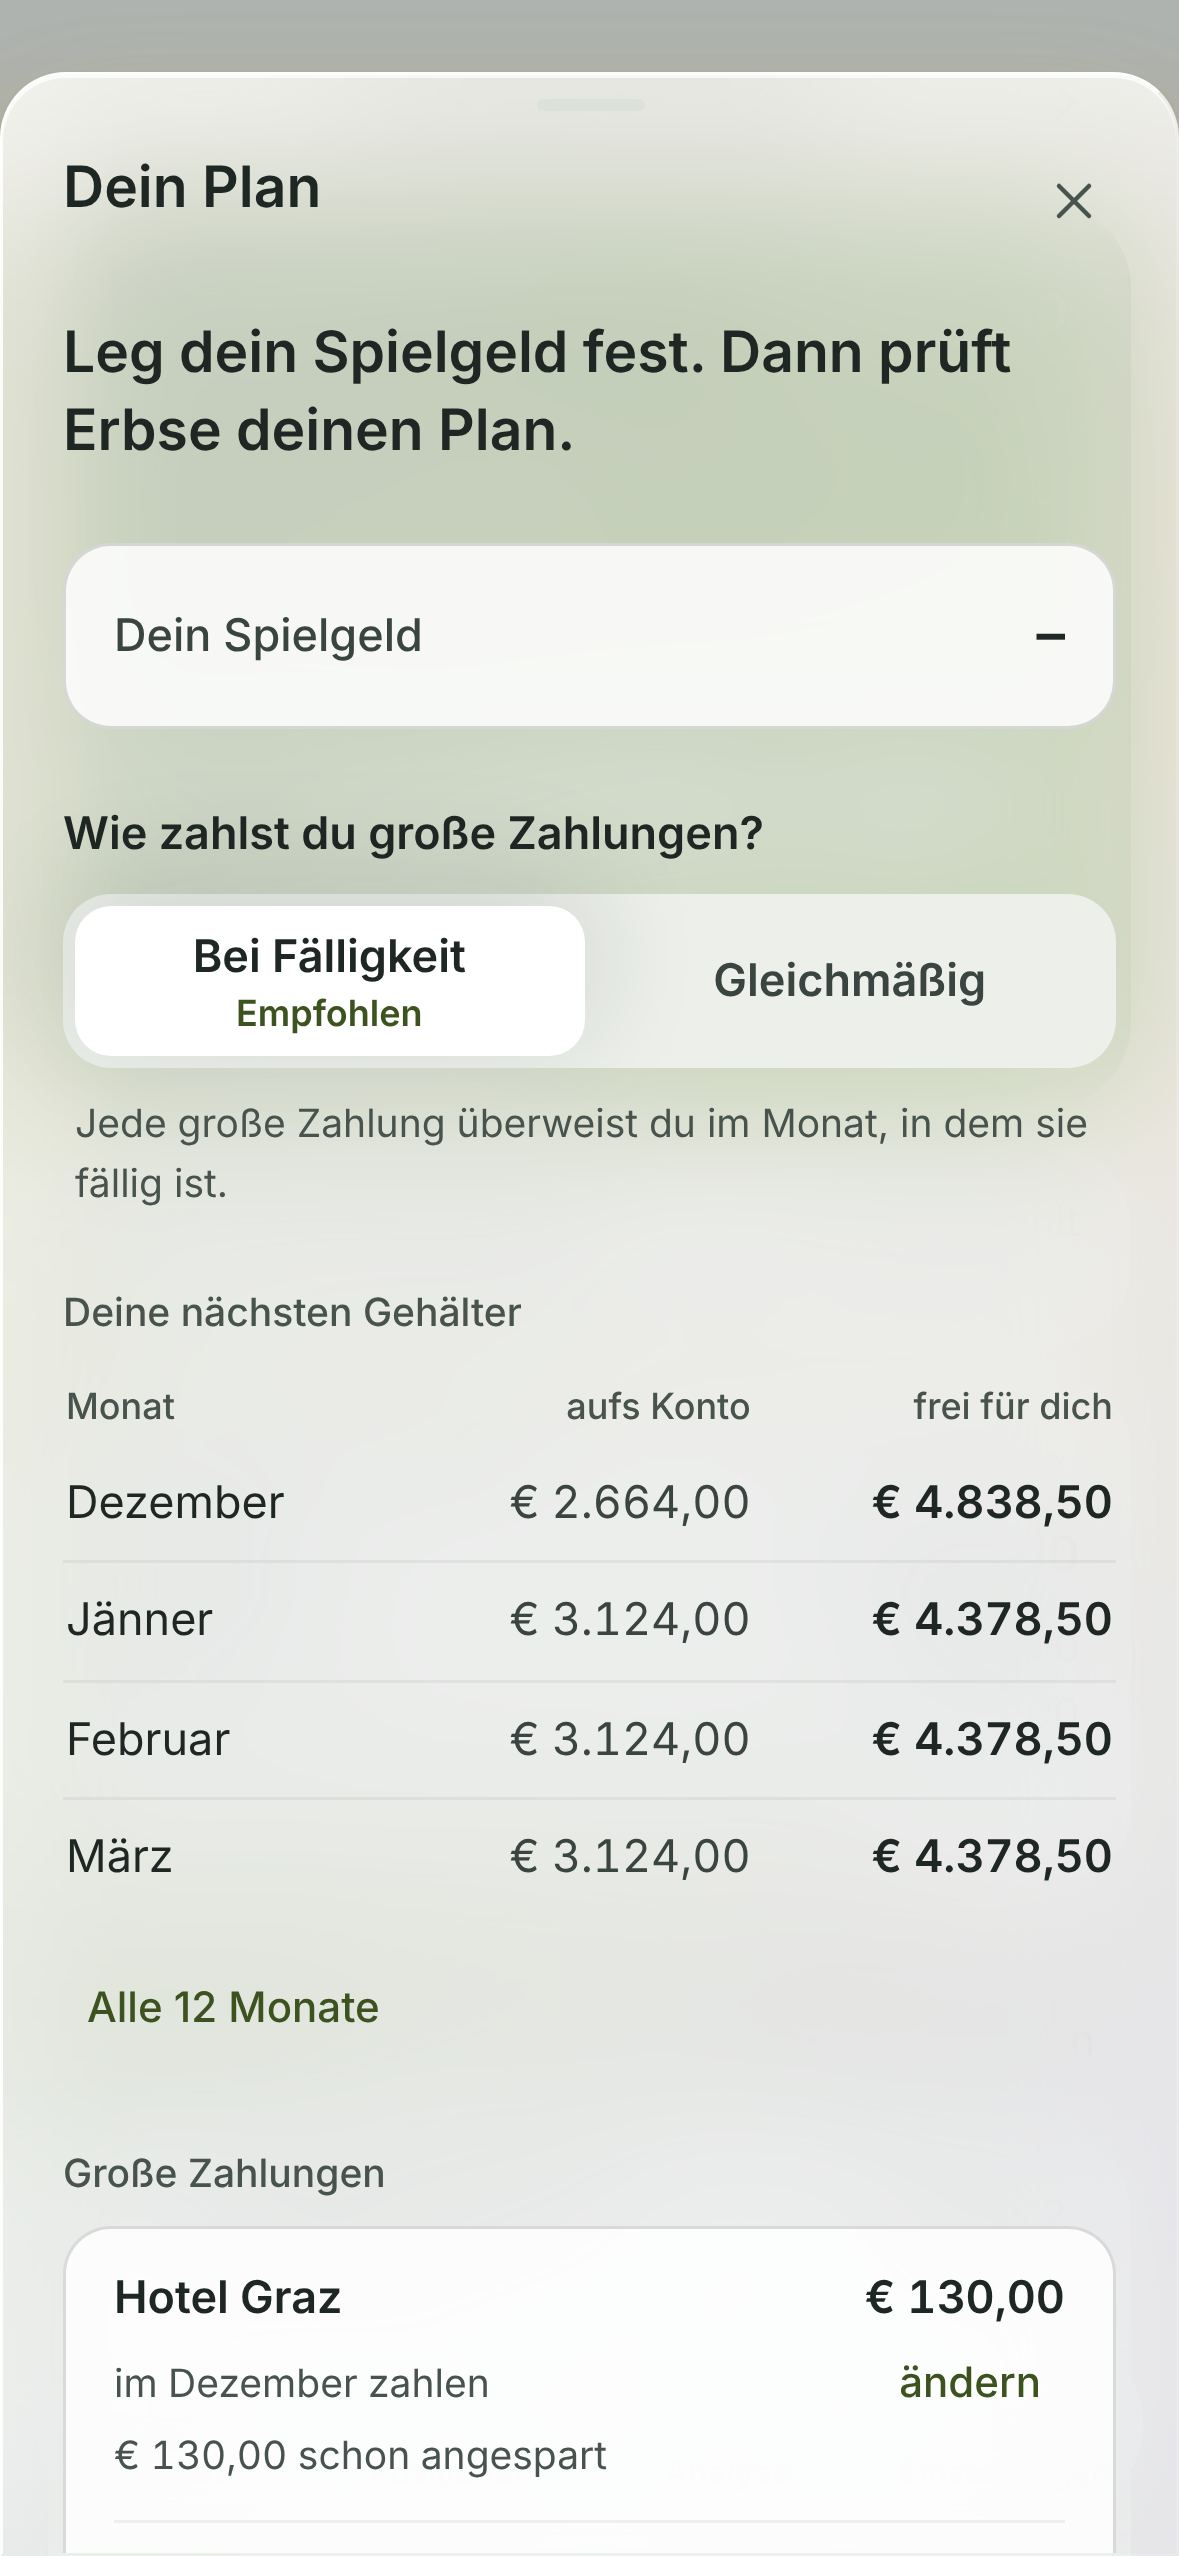 Dein Plan
Leg dein Spielgeld fest. Dann prüft
Erbse deinen Plan.
Dein Spielgeld –
Wie zahlst du große Zahlungen?
Bei Fälligkeit
Empfohlen
Gleichmäßig
Jede große Zahlung überweist du im Monat, in dem sie
fällig ist.
Deine nächsten Gehälter
Monat aufs Konto frei für dich
Dezember € 2.664,00 € 4.838,50
Jänner € 3.124,00 € 4.378,50
Februar € 3.124,00 € 4.378,50
März € 3.124,00 € 4.378,50
Alle 12 Monate
Große Zahlungen
Hotel Graz € 130,00
im Dezember zahlen ändern
€ 130,00 schon angespart